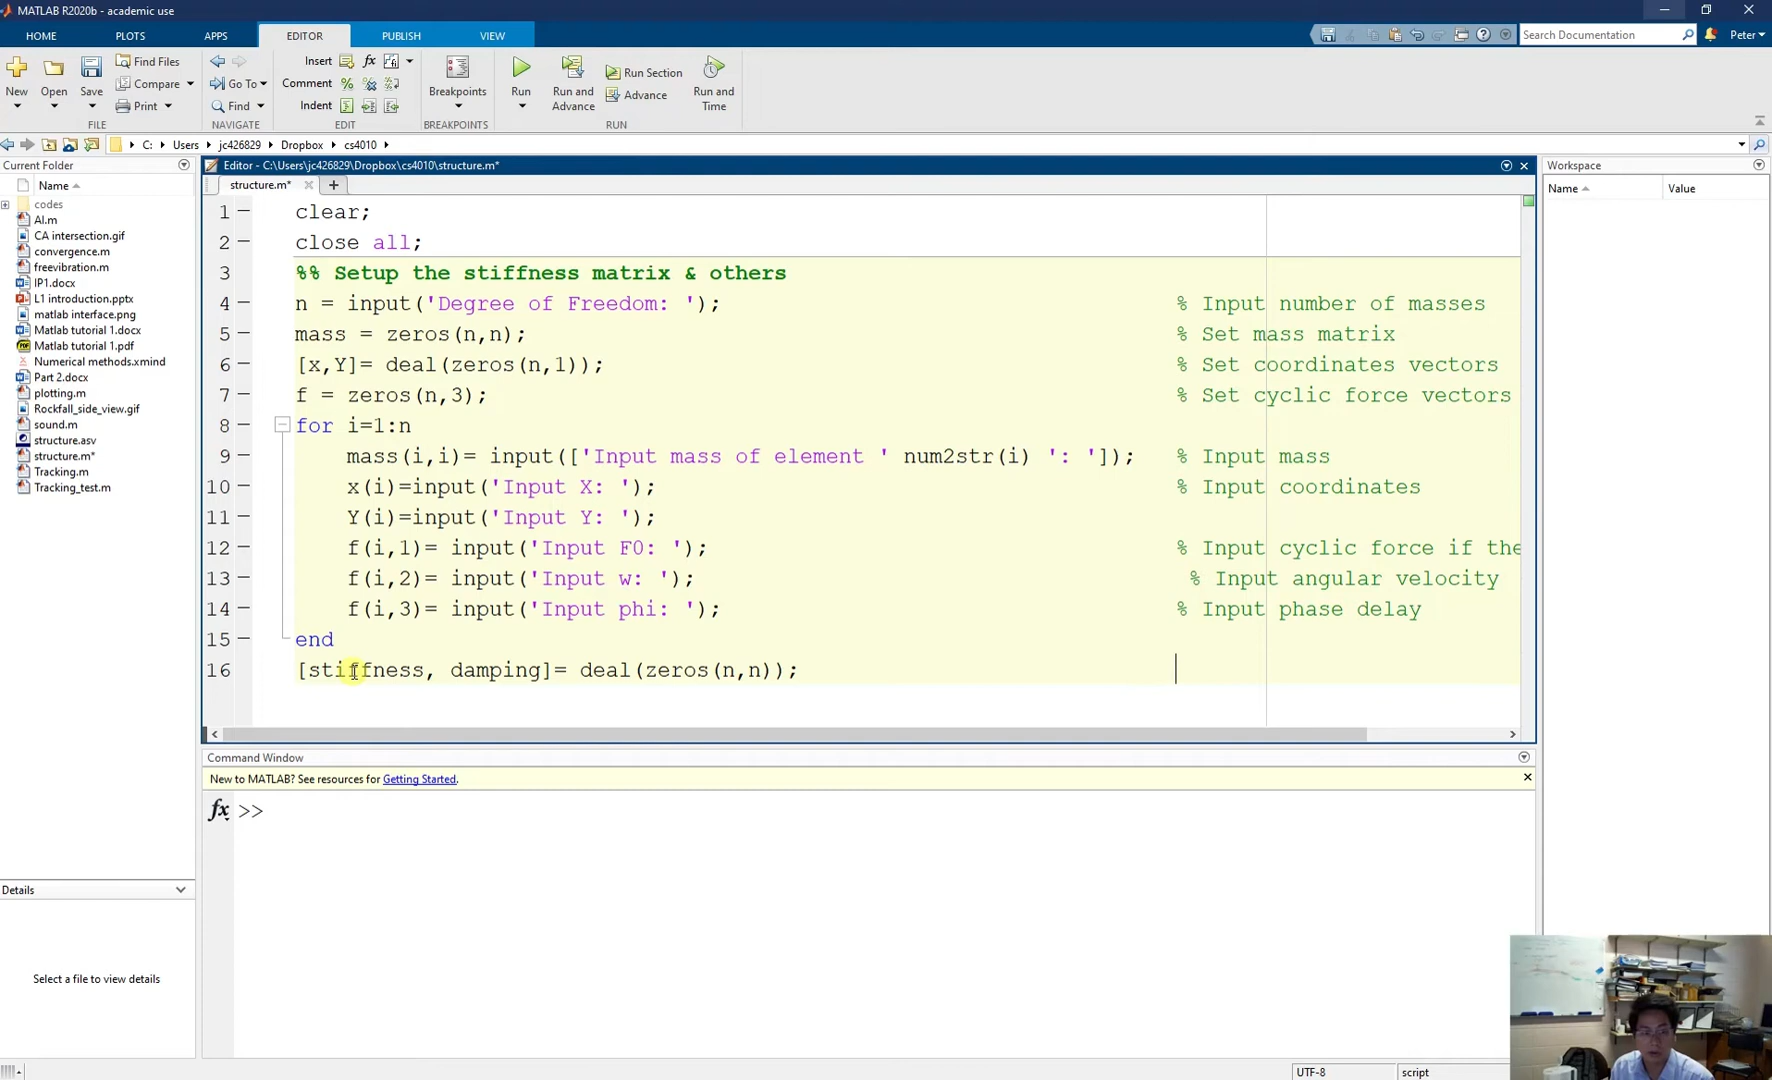 MATLAB R2020b - academic use
HOME PLOTS APPS EDITOR PUBLISH VIEW
Search Documentation
Peter
New
Open
Save
Find Files
Compare
Print
FILE
Go To
Find
NAVIGATE
Insert
Comment
Indent
EDIT
Breakpoints
BREAKPOINTS
Run
Run and Advance
Run Section
Advance
Run and Time
RUN
C: Users jc426829 Dropbox cs4010
Current Folder
Name
codes
AI.m
CA intersection.gif
convergence.m
freevibration.m
IP1.docx
L1 introduction.pptx
matlab interface.png
Matlab tutorial 1.docx
Matlab tutorial 1.pdf
Numerical methods.xmind
Part 2.docx
plotting.m
Rockfall_side_view.gif
sound.m
structure.asv
structure.m*
Tracking.m
Tracking_test.m
Details
Select a file to view details
Editor - C:\Users\jc426829\Dropbox\cs4010\structure.m*
structure.m*
1 clear;
2 close all;
3 %% Setup the stiffness matrix & others
4 n = input('Degree of Freedom: '); % Input number of masses
5 mass = zeros(n,n); % Set mass matrix
6 [x,Y]= deal(zeros(n,1)); % Set coordinates vectors
7 f = zeros(n,3); % Set cyclic force vectors
8 for i=1:n
9 mass(i,i)= input(['Input mass of element ' num2str(i) ': ']); % Input mass
10 x(i)=input('Input X: '); % Input coordinates
11 Y(i)=input('Input Y: ');
12 f(i,1)= input('Input F0: '); % Input cyclic force if the
13 f(i,2)= input('Input w: '); % Input angular velocity
14 f(i,3)= input('Input phi: '); % Input phase delay
15 end
16 [stiffness, damping]= deal(zeros(n,n));
Command Window
New to MATLAB? See resources for Getting Started.
fx >>
Workspace
Name Value
UTF-8 script